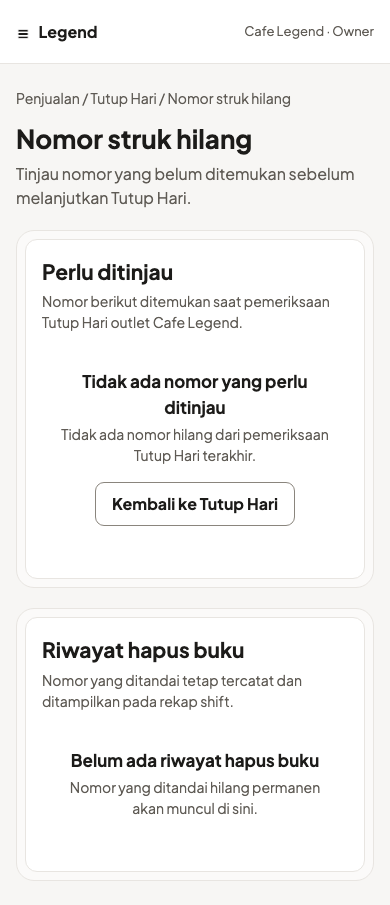 ≡ Legend
Cafe Legend · Owner
Penjualan / Tutup Hari / Nomor struk hilang
Nomor struk hilang
Tinjau nomor yang belum ditemukan sebelum
melanjutkan Tutup Hari.
Perlu ditinjau
Nomor berikut ditemukan saat pemeriksaan
Tutup Hari outlet Cafe Legend.
Tidak ada nomor yang perlu
ditinjau
Tidak ada nomor hilang dari pemeriksaan
Tutup Hari terakhir.
Kembali ke Tutup Hari
Riwayat hapus buku
Nomor yang ditandai tetap tercatat dan
ditampilkan pada rekap shift.
Belum ada riwayat hapus buku
Nomor yang ditandai hilang permanen
akan muncul di sini.